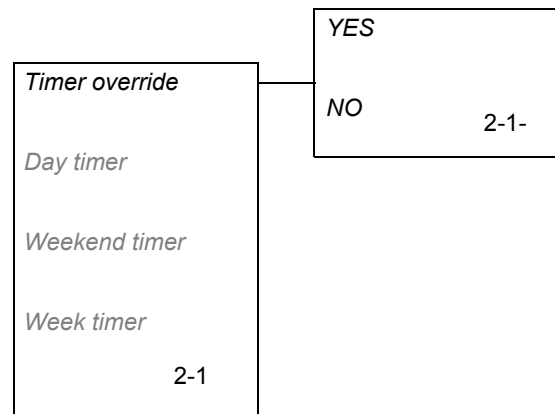 YES
NO
2-1-
Timer override
Day timer
Weekend timer
Week timer
2-1